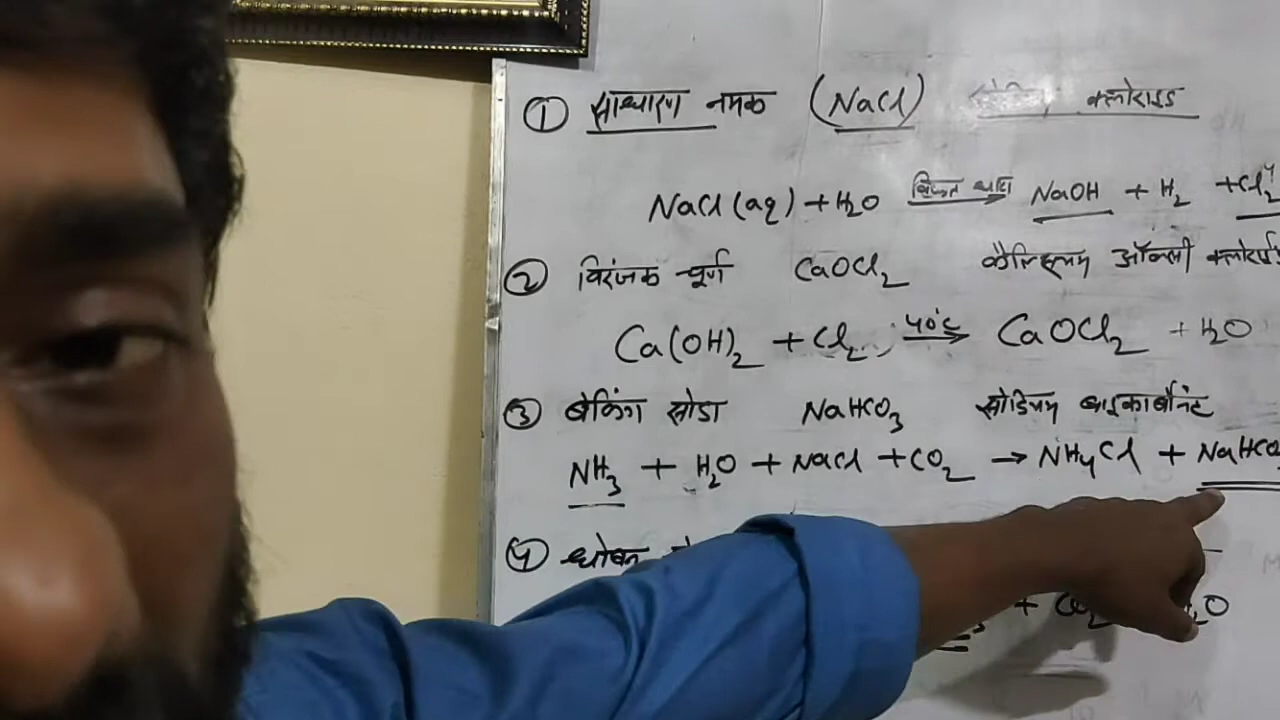 ① साधारण नमक (NaCl) क्लोराइड
NaCl(aq) + H₂O विद्युत धारा → NaOH + H₂ + Cl₂
② विरंजक चूर्ण CaOCl₂ कैल्सियम ऑक्सी
Ca(OH)₂ + Cl₂ 40°C → CaOCl₂ + H₂O
③ बेकिंग सोडा NaHCO₃ सोडियम बाइकार्बोनेट
NH₃ + H₂O + NaCl + CO₂ → NH₄Cl + NaHCO₃
④ धोवन
+ CO₂ H₂O